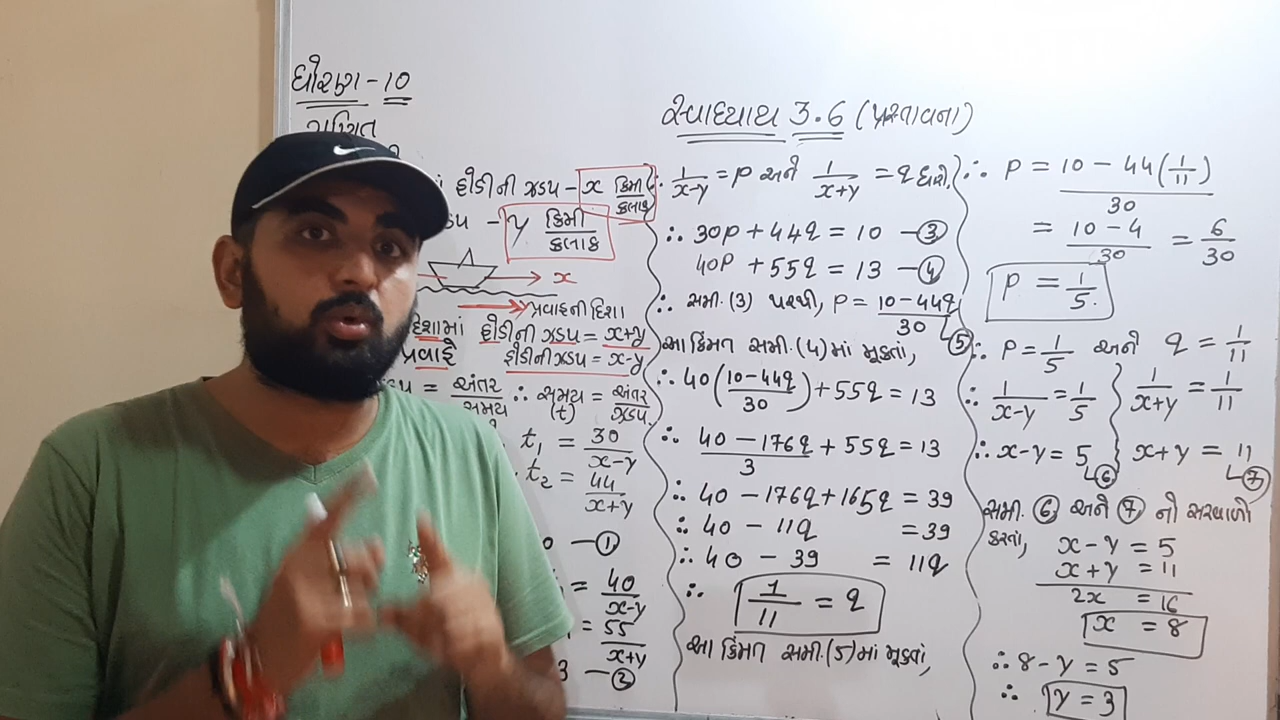 ધોરણ - 10
ગણિત
હોડીની ઝડપ - x કિમી/કલાક
- y કિમી/કલાક
x
પ્રવાહની દિશા
દિશામાં હોડીની ઝડપ = x+y
પ્રવાહે હોડીની ઝડપ = x-y
= અંતર/સમય ∴ સમય (t) = અંતર/ઝડપ
t₁ = 30/(x-y)
t₂ = 44/(x+y)
0 — ①
= 40/(x-y)
= 55/(x+y)
3 — ②
સ્વાધ્યાય 3.6 (પ્રસ્તાવના)
∴ 1/(x-y) = p અને 1/(x+y) = q ધારો.
∴ 30p + 44q = 10 — ③
40p + 55q = 13 — ④
∴ સમી. (3) પરથી, p = (10-44q)/30 ⑤
આ કિંમત સમી. (4) માં મૂકતાં,
∴ 40((10-44q)/30) + 55q = 13
∴ (40 - 176q)/3 + 55q = 13
∴ 40 - 176q + 165q = 39
∴ 40 - 11q = 39
∴ 40 - 39 = 11q
∴ 1/11 = q
આ કિંમત સમી. (5) માં મૂકતાં,
∴ p = (10 - 44(1/11))/30
= (10 - 4)/30 = 6/30
p = 1/5.
∴ p = 1/5 અને q = 1/11
∴ 1/(x-y) = 1/5 1/(x+y) = 1/11
∴ x-y = 5 ⑥ x+y = 11 ⑦
સમી. ⑥ અને ⑦ નો સરવાળો
કરતાં, x - y = 5
x + y = 11
2x = 16
x = 8
∴ 8 - y = 5
∴ y = 3